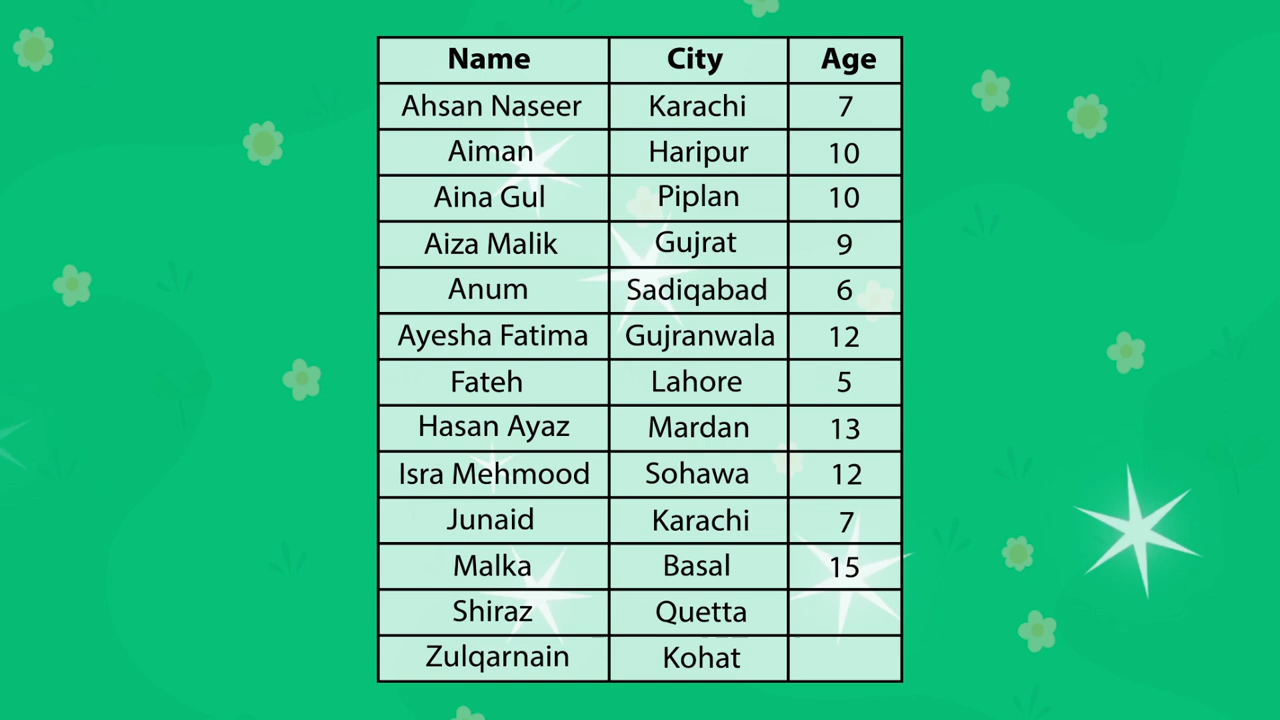 Name City Age
Ahsan Naseer Karachi 7
Aiman Haripur 10
Aina Gul Piplan 10
Aiza Malik Gujrat 9
Anum Sadiqabad 6
Ayesha Fatima Gujranwala 12
Fateh Lahore 5
Hasan Ayaz Mardan 13
Isra Mehmood Sohawa 12
Junaid Karachi 7
Malka Basal 15
Shiraz Quetta
Zulqarnain Kohat